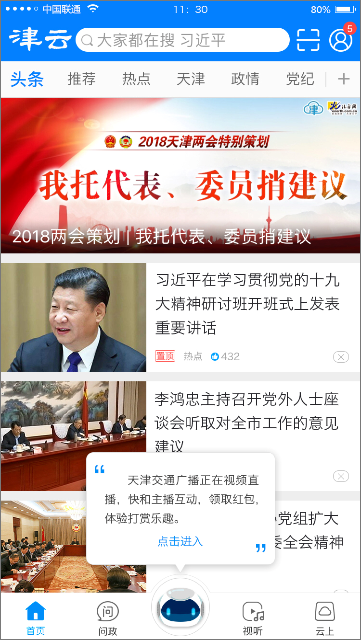 中国联通
11:30
80%
津云
大家都在搜 习近平
5
头条
推荐
热点
天津
政情
党纪
2018天津两会特别策划
我托代表、委员捎建议
2018两会策划 | 我托代表、委员捎建议
习近平在学习贯彻党的十九
大精神研讨班开班式上发表
重要讲话
置顶
热点
432
李鸿忠主持召开党外人士座
谈会听取对全市工作的意见
建议
天津交通广播正在视频直
播，快和主播互动，领取红包，
体验打赏乐趣。
点击进入
党组扩大
委全会精神
首页
问
问政
视听
云上